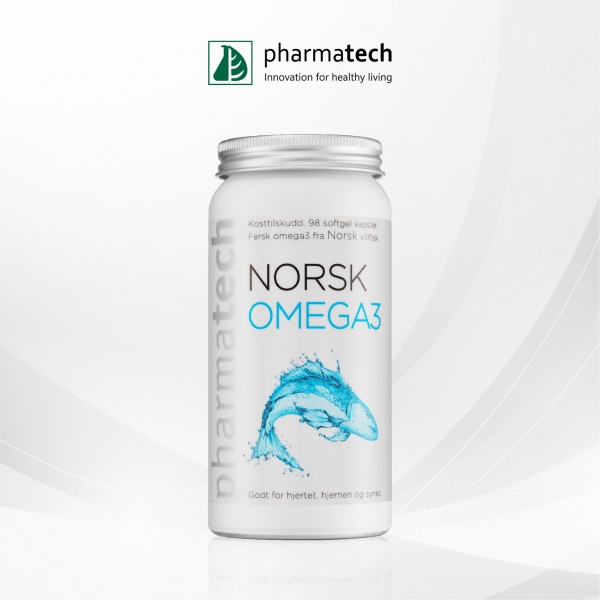 pharmatech
Innovation for healthy living
Kosttilskudd. 98 softgel kapsler.
Fersk omega3 fra Norsk villfisk
NORSK
OMEGA3
pharmatech
Godt for hjertet, hjernen og synet.